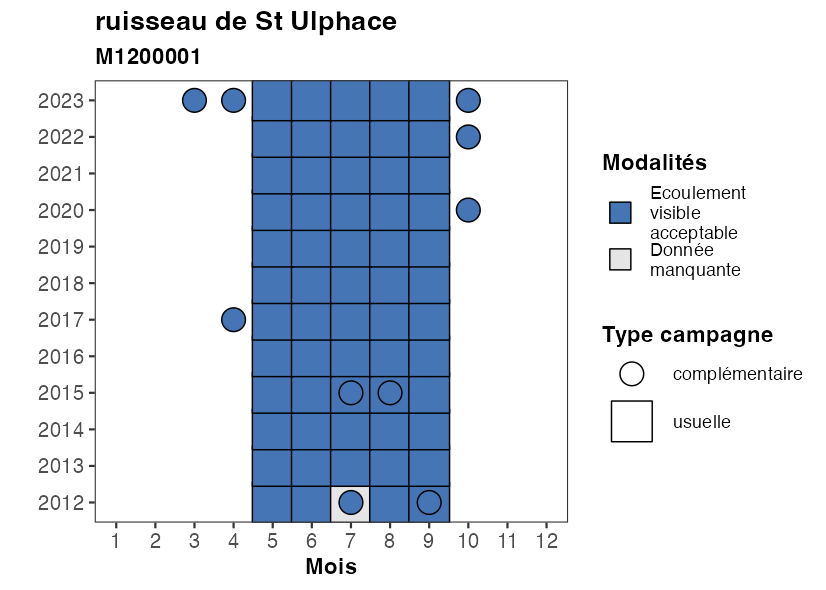 ruisseau de St Ulphace
M1200001
2023
2022
2021
2020
2019
2018
2017
2016
2015
2014
2013
2012
1 2 3 4 5 6 7 8 9 10 11 12
Mois
Modalités
Ecoulement
visible
acceptable
Donnée
manquante
Type campagne
complémentaire
usuelle